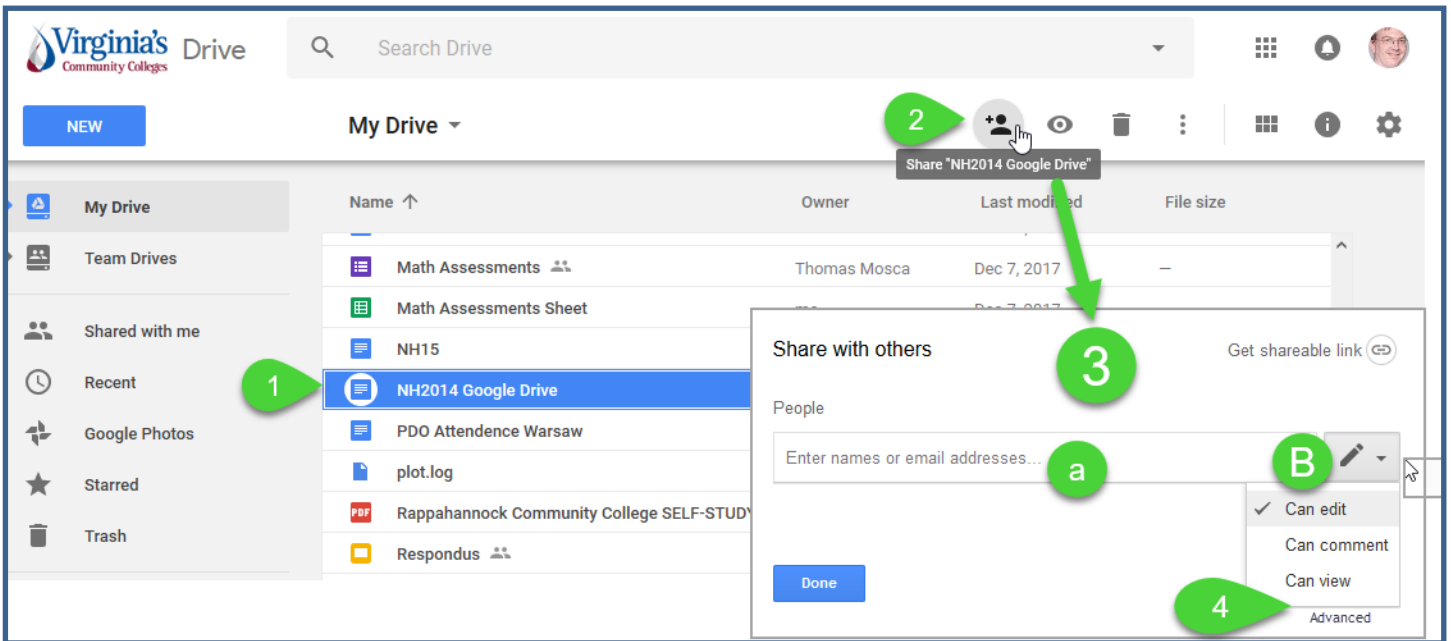 Virginia's Drive
Community Colleges
Search Drive
NEW
My Drive
2
Share "NH2014 Google Drive"
My Drive
Team Drives
Shared with me
Recent
Google Photos
Starred
Trash
Name Owner Last modified File size
Math Assessments Thomas Mosca Dec 7, 2017 –
Math Assessments Sheet
NH15
1
NH2014 Google Drive
PDO Attendence Warsaw
plot.log
PDF Rappahannock Community College SELF-STUDY
Respondus
Share with others
3
Get shareable link
People
Enter names or email addresses...
a
B
Can edit
Can comment
Can view
Done
4
Advanced